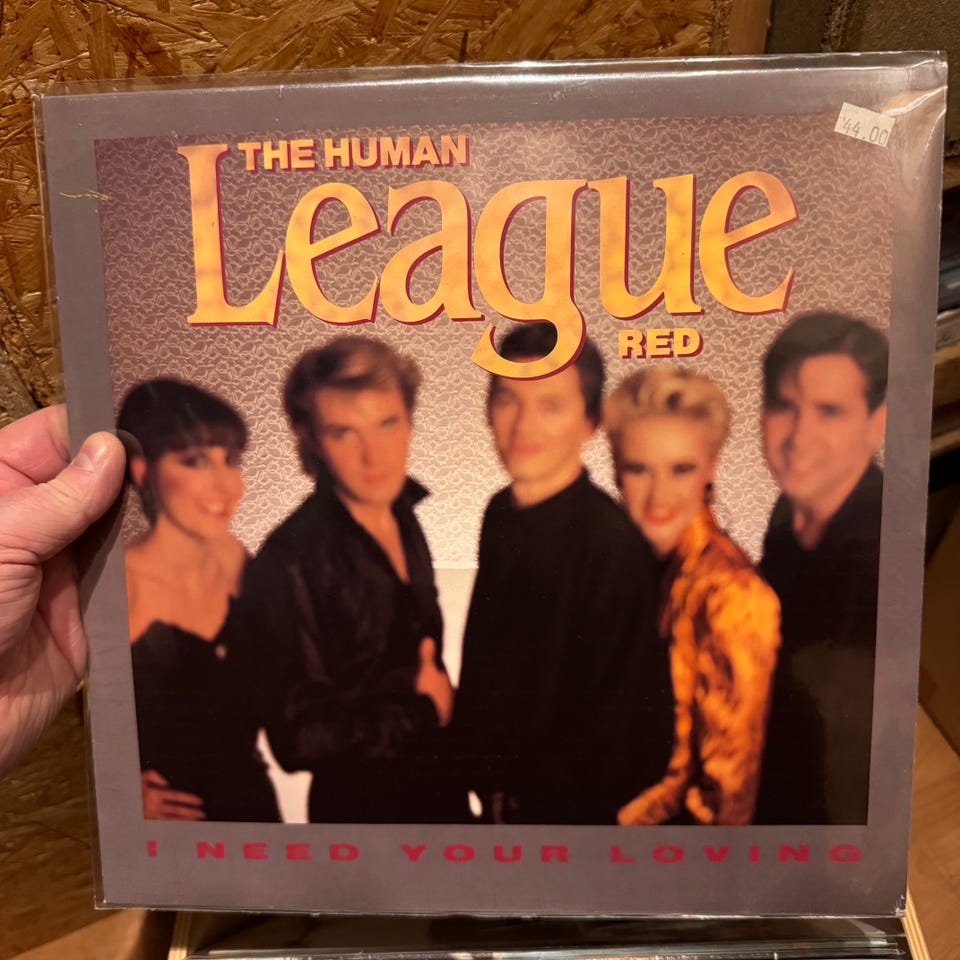 44.00
THE HUMAN
League
RED
I NEED YOUR LOVING